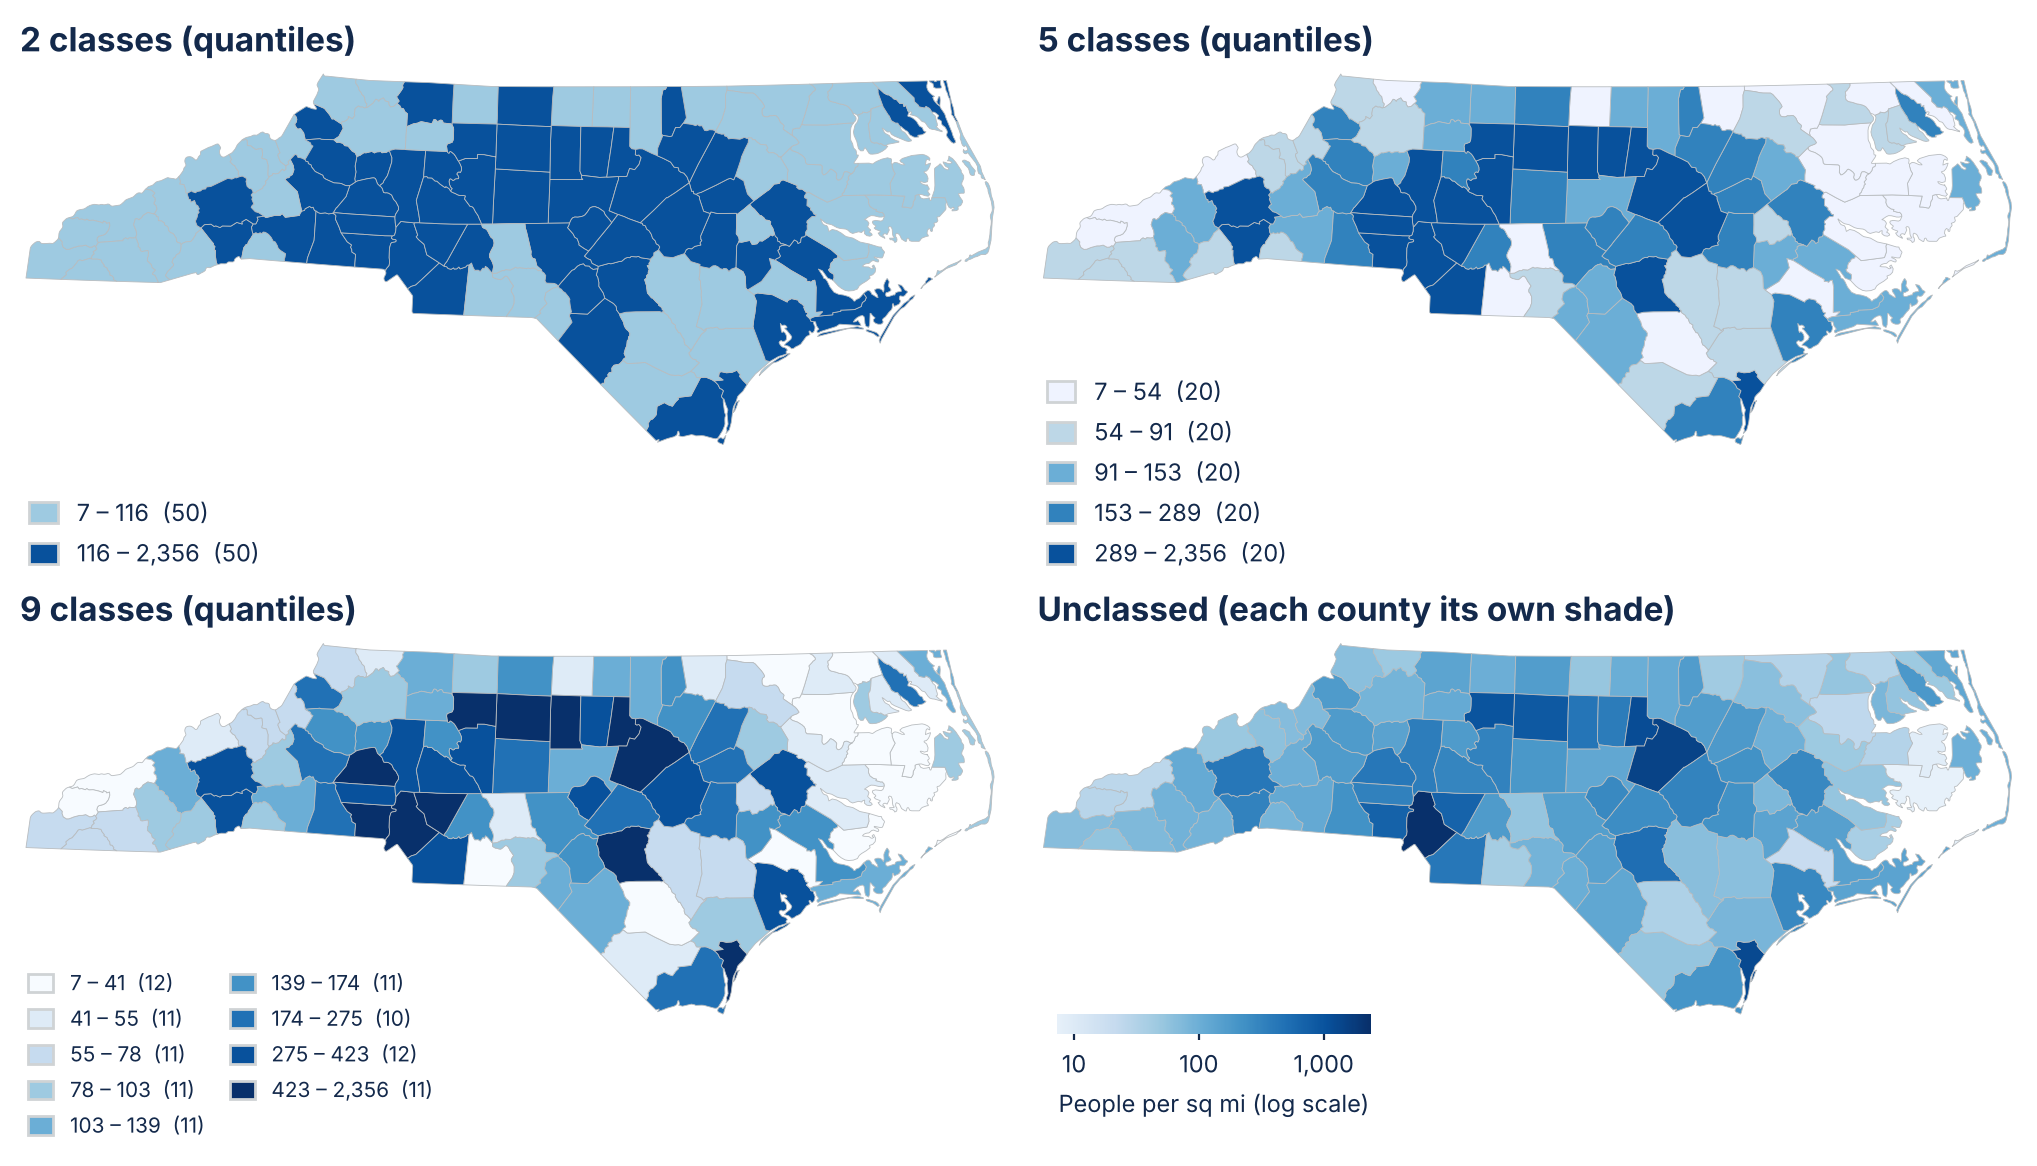 2 classes (quantiles)
7 – 116 (50)
116 – 2,356 (50)
5 classes (quantiles)
7 – 54 (20)
54 – 91 (20)
91 – 153 (20)
153 – 289 (20)
289 – 2,356 (20)
9 classes (quantiles)
7 – 41 (12)
41 – 55 (11)
55 – 78 (11)
78 – 103 (11)
103 – 139 (11)
139 – 174 (11)
174 – 275 (10)
275 – 423 (12)
423 – 2,356 (11)
Unclassed (each county its own shade)
10 100 1,000
People per sq mi (log scale)